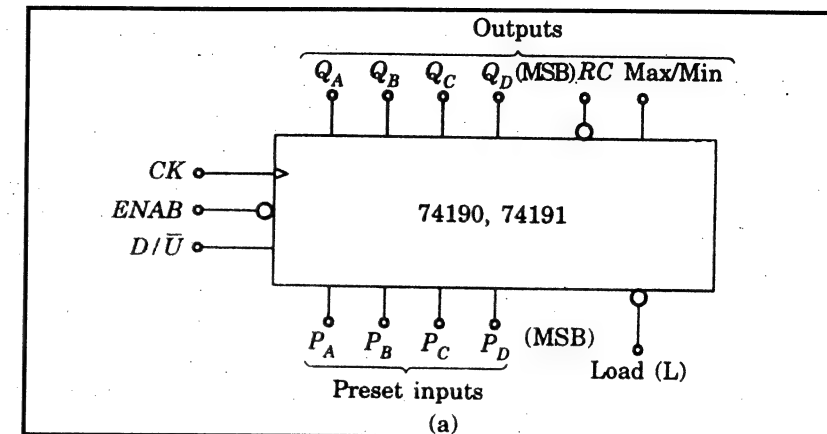 Outputs
Q_A Q_B Q_C Q_D (MSB) RC Max/Min
CK
ENAB
D/U̅
74190, 74191
P_A P_B P_C P_D (MSB)
Load (L)
Preset inputs
(a)